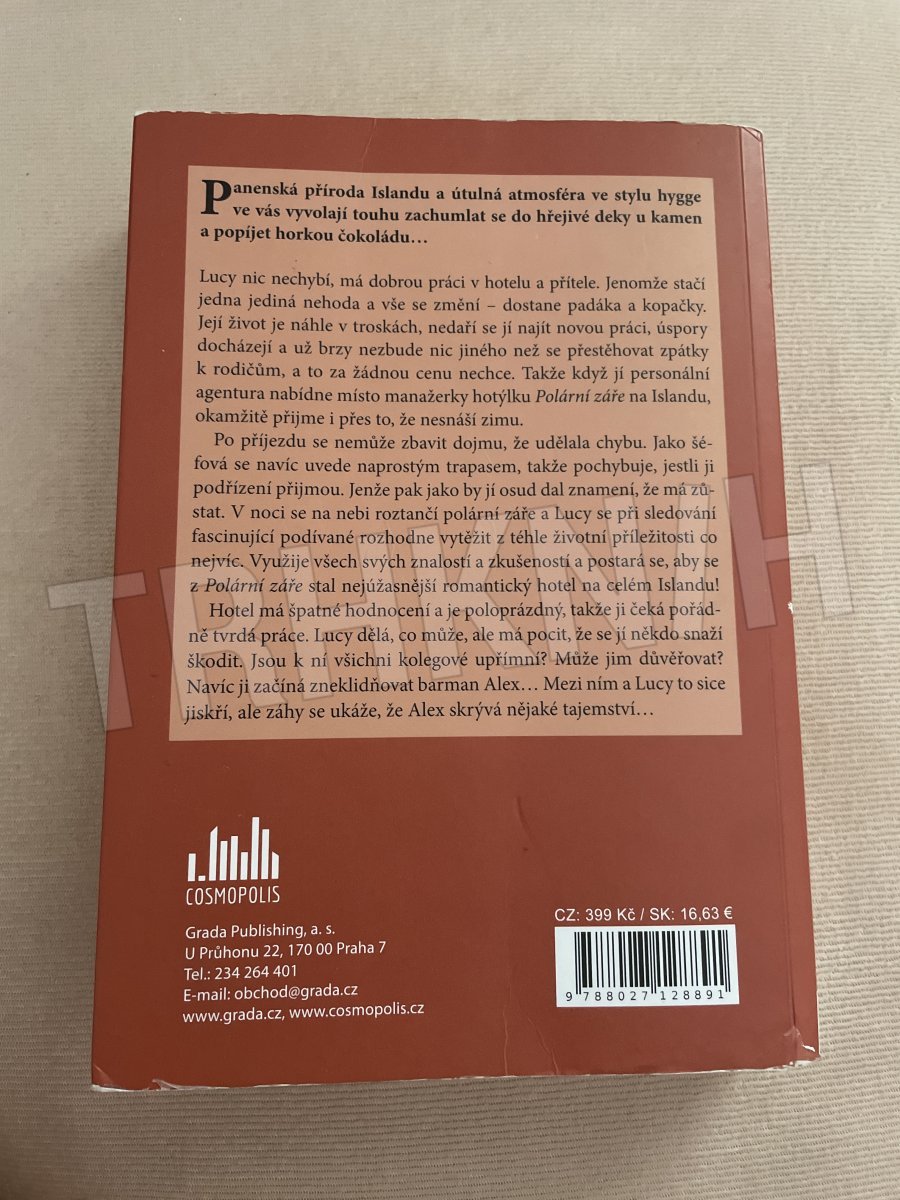 Panenská příroda Islandu a útulná atmosféra ve stylu hygge
ve vás vyvolají touhu zachumlat se do hřejivé deky u kamen
a popíjet horkou čokoládu…
Lucy nic nechybí, má dobrou práci v hotelu a přítele. Jenomže stačí
jedna jediná nehoda a vše se změní – dostane padáka a kopačky.
Její život je náhle v troskách, nedaří se jí najít novou práci, úspory
docházejí a už brzy nezbude nic jiného než se přestěhovat zpátky
k rodičům, a to za žádnou cenu nechce. Takže když jí personální
agentura nabídne místo manažerky hotýlku Polární záře na Islandu,
okamžitě přijme i přes to, že nesnáší zimu.
Po příjezdu se nemůže zbavit dojmu, že udělala chybu. Jako šé-
fová se navíc uvede naprostým trapasem, takže pochybuje, jestli ji
podřízení přijmou. Jenže pak jako by jí osud dal znamení, že má zů-
stat. V noci se na nebi roztančí polární záře a Lucy se při sledování
fascinující podívané rozhodne vytěžit z téhle životní příležitosti co
nejvíc. Využije všech svých znalostí a zkušeností a postará se, aby se
z Polární záře stal nejúžasnější romantický hotel na celém Islandu!
Hotel má špatné hodnocení a je poloprázdný, takže ji čeká pořád-
ně tvrdá práce. Lucy dělá, co může, ale má pocit, že se jí někdo snaží
škodit. Jsou k ní všichni kolegové upřímní? Může jim důvěřovat?
Navíc ji začíná zneklidňovat barman Alex… Mezi ním a Lucy to sice
jiskří, ale záhy se ukáže, že Alex skrývá nějaké tajemství…
TRHKNIH
COSMOPOLIS
Grada Publishing, a. s.
U Průhonu 22, 170 00 Praha 7
Tel.: 234 264 401
E-mail: obchod@grada.cz
www.grada.cz, www.cosmopolis.cz
CZ: 399 Kč / SK: 16,63 €
9 788027 128891